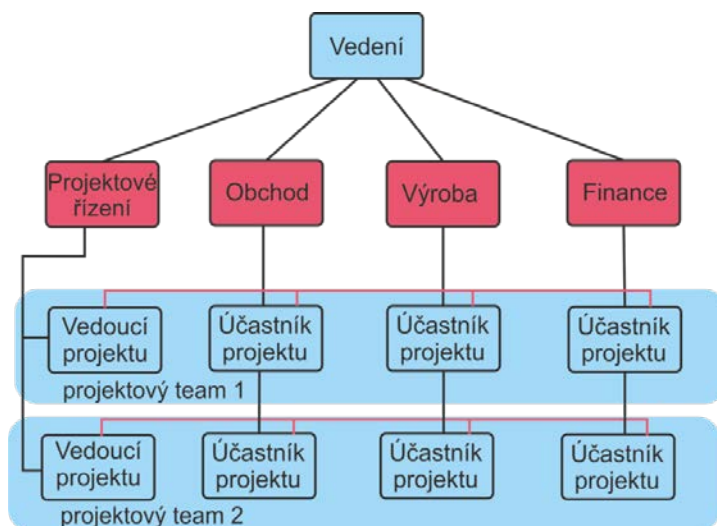 Vedení
Projektové
řízení
Obchod
Výroba
Finance
Vedoucí
projektu
Účastník
projektu
Účastník
projektu
Účastník
projektu
projektový team 1
Vedoucí
projektu
Účastník
projektu
Účastník
projektu
Účastník
projektu
projektový team 2